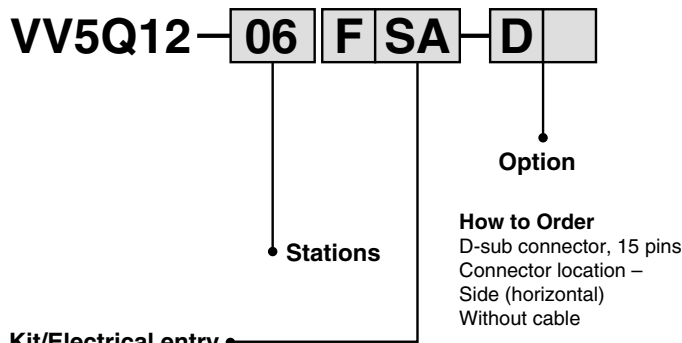 VV5Q12–06 F SA–D
Option
How to Order
D-sub connector, 15 pins
Connector location –
Side (horizontal)
Without cable
Stations
Kit/Electrical entry